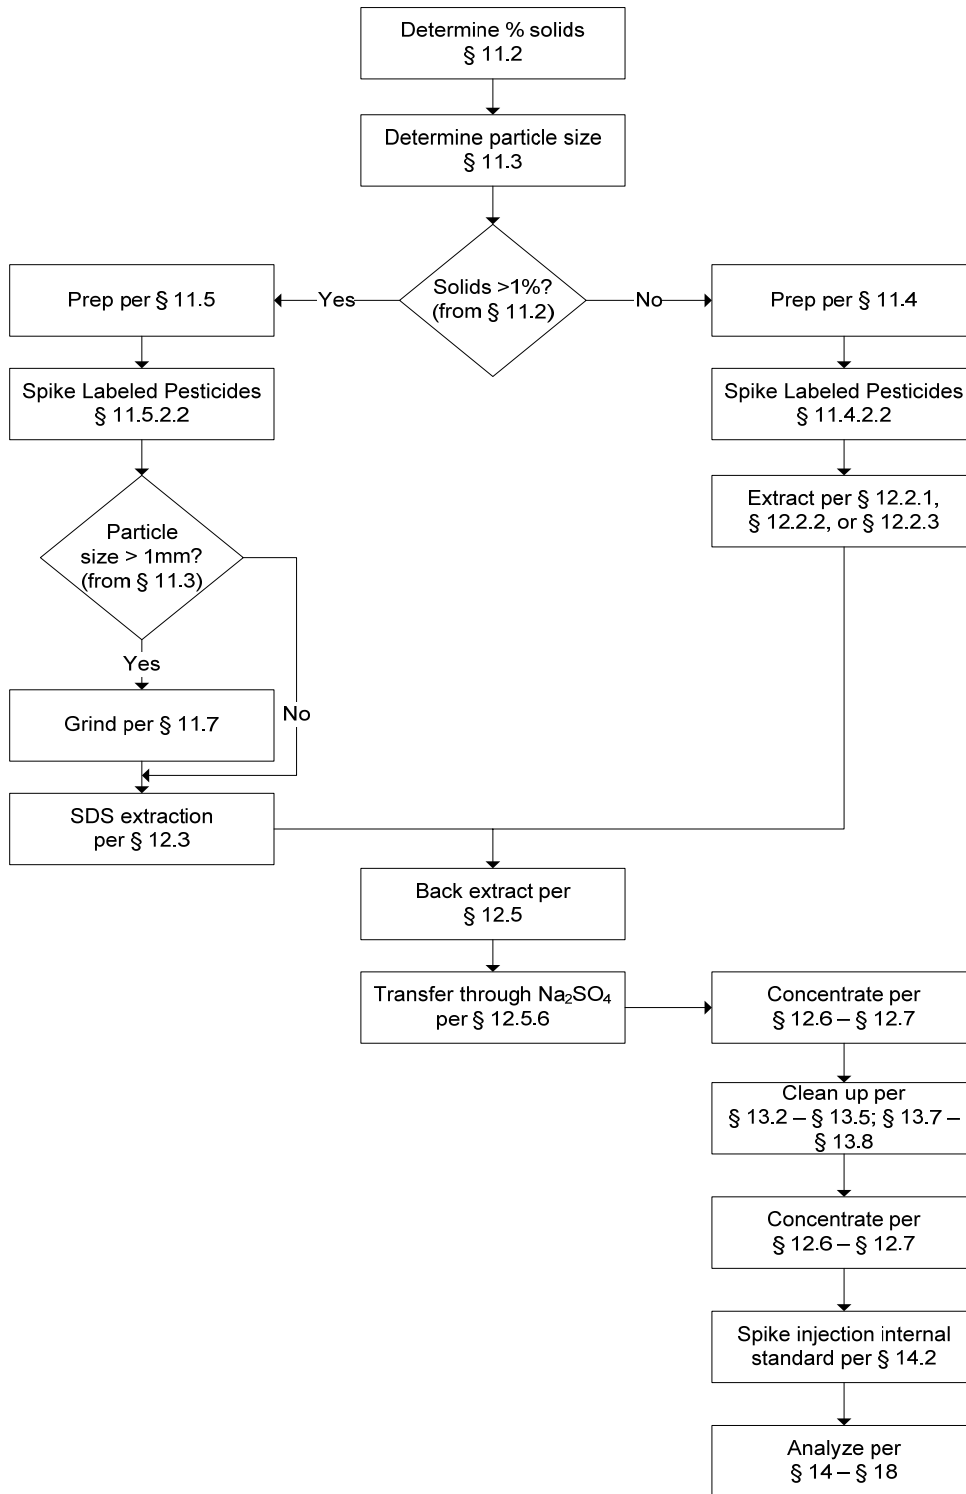 Determine % solids
§ 11.2
Determine particle size
§ 11.3
Solids >1%?
(from § 11.2)
Yes
No
Prep per § 11.5
Prep per § 11.4
Spike Labeled Pesticides
§ 11.5.2.2
Spike Labeled Pesticides
§ 11.4.2.2
Extract per § 12.2.1,
§ 12.2.2, or § 12.2.3
Particle
size > 1mm?
(from § 11.3)
Yes
No
Grind per § 11.7
SDS extraction
per § 12.3
Back extract per
§ 12.5
Transfer through Na₂SO₄
per § 12.5.6
Concentrate per
§ 12.6 – § 12.7
Clean up per
§ 13.2 – § 13.5; § 13.7 –
§ 13.8
Concentrate per
§ 12.6 – § 12.7
Spike injection internal
standard per § 14.2
Analyze per
§ 14 – § 18